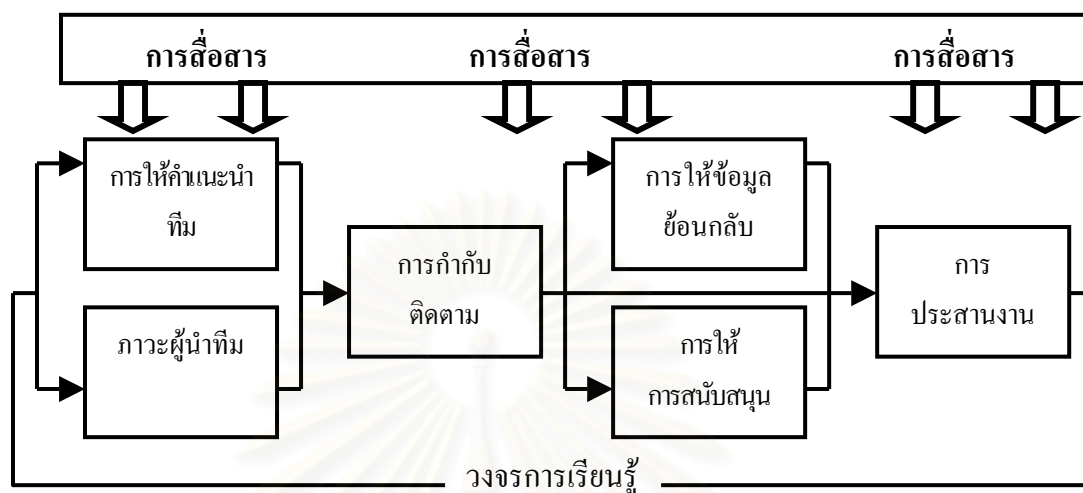 การสื่อสาร การสื่อสาร การสื่อสาร
การให้คำแนะนำ
ทีม
ภาวะผู้นำทีม
การกำกับ
ติดตาม
การให้ข้อมูล
ย้อนกลับ
การให้
การสนับสนุน
การ
ประสานงาน
วงจรการเรียนรู้